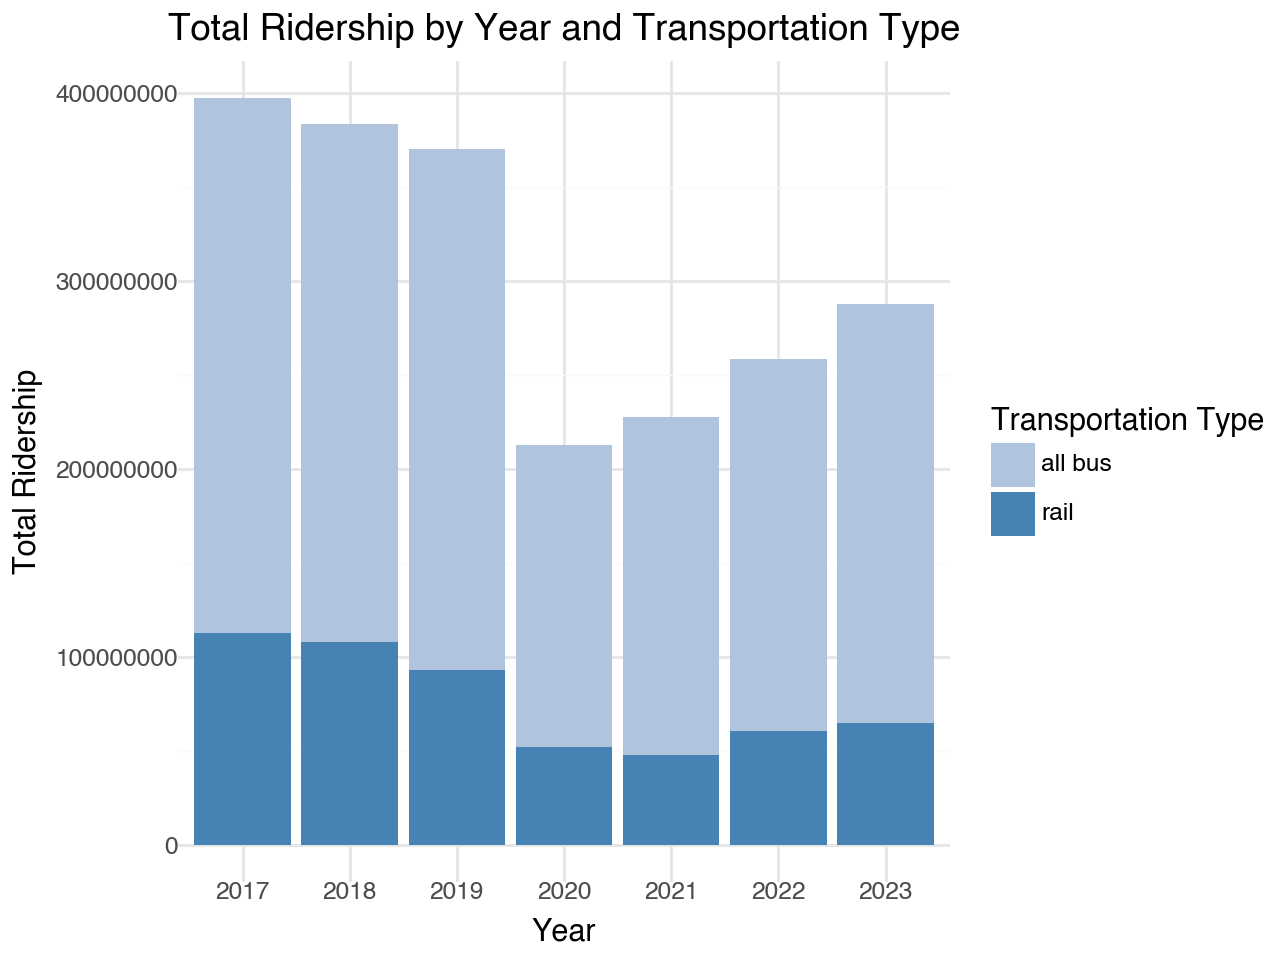 Total Ridership by Year and Transportation Type
400000000
300000000
200000000
100000000
0
Total Ridership
2017 2018 2019 2020 2021 2022 2023
Year
Transportation Type
all bus
rail